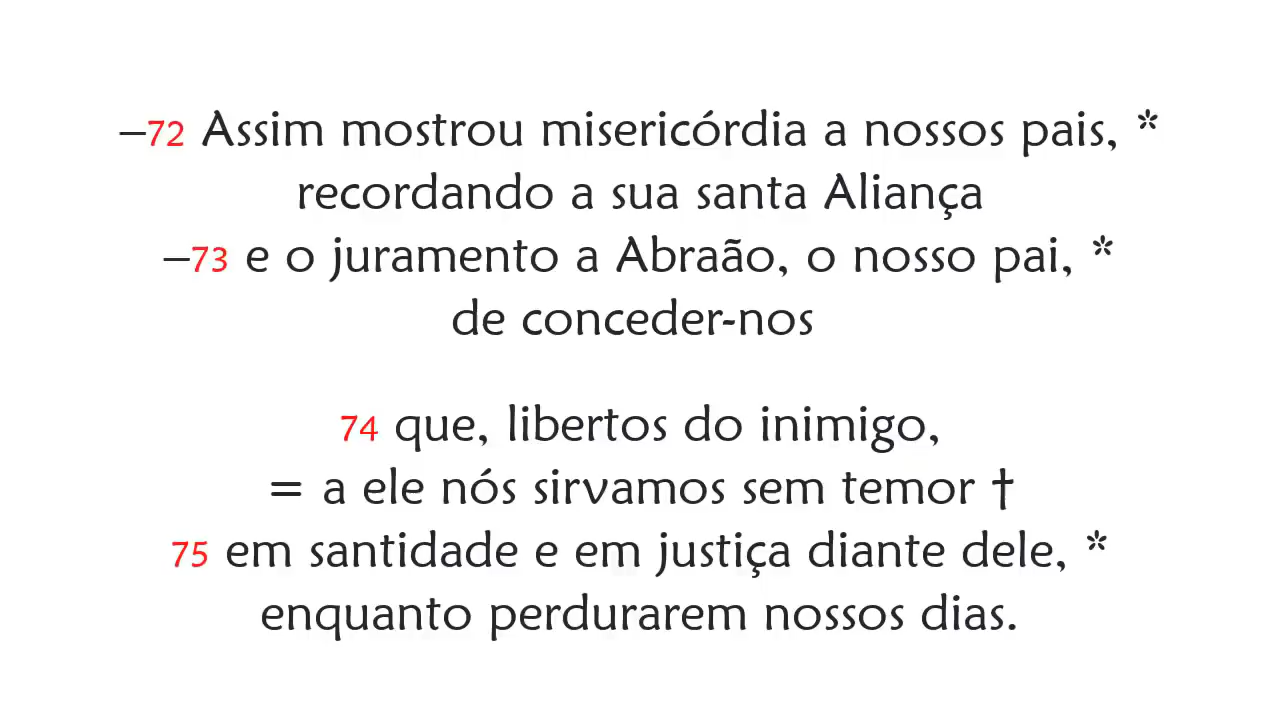 –72 Assim mostrou misericórdia a nossos pais, *
recordando a sua santa Aliança
–73 e o juramento a Abraão, o nosso pai, *
de conceder-nos
74 que, libertos do inimigo,
= a ele nós sirvamos sem temor †
75 em santidade e em justiça diante dele, *
enquanto perdurarem nossos dias.